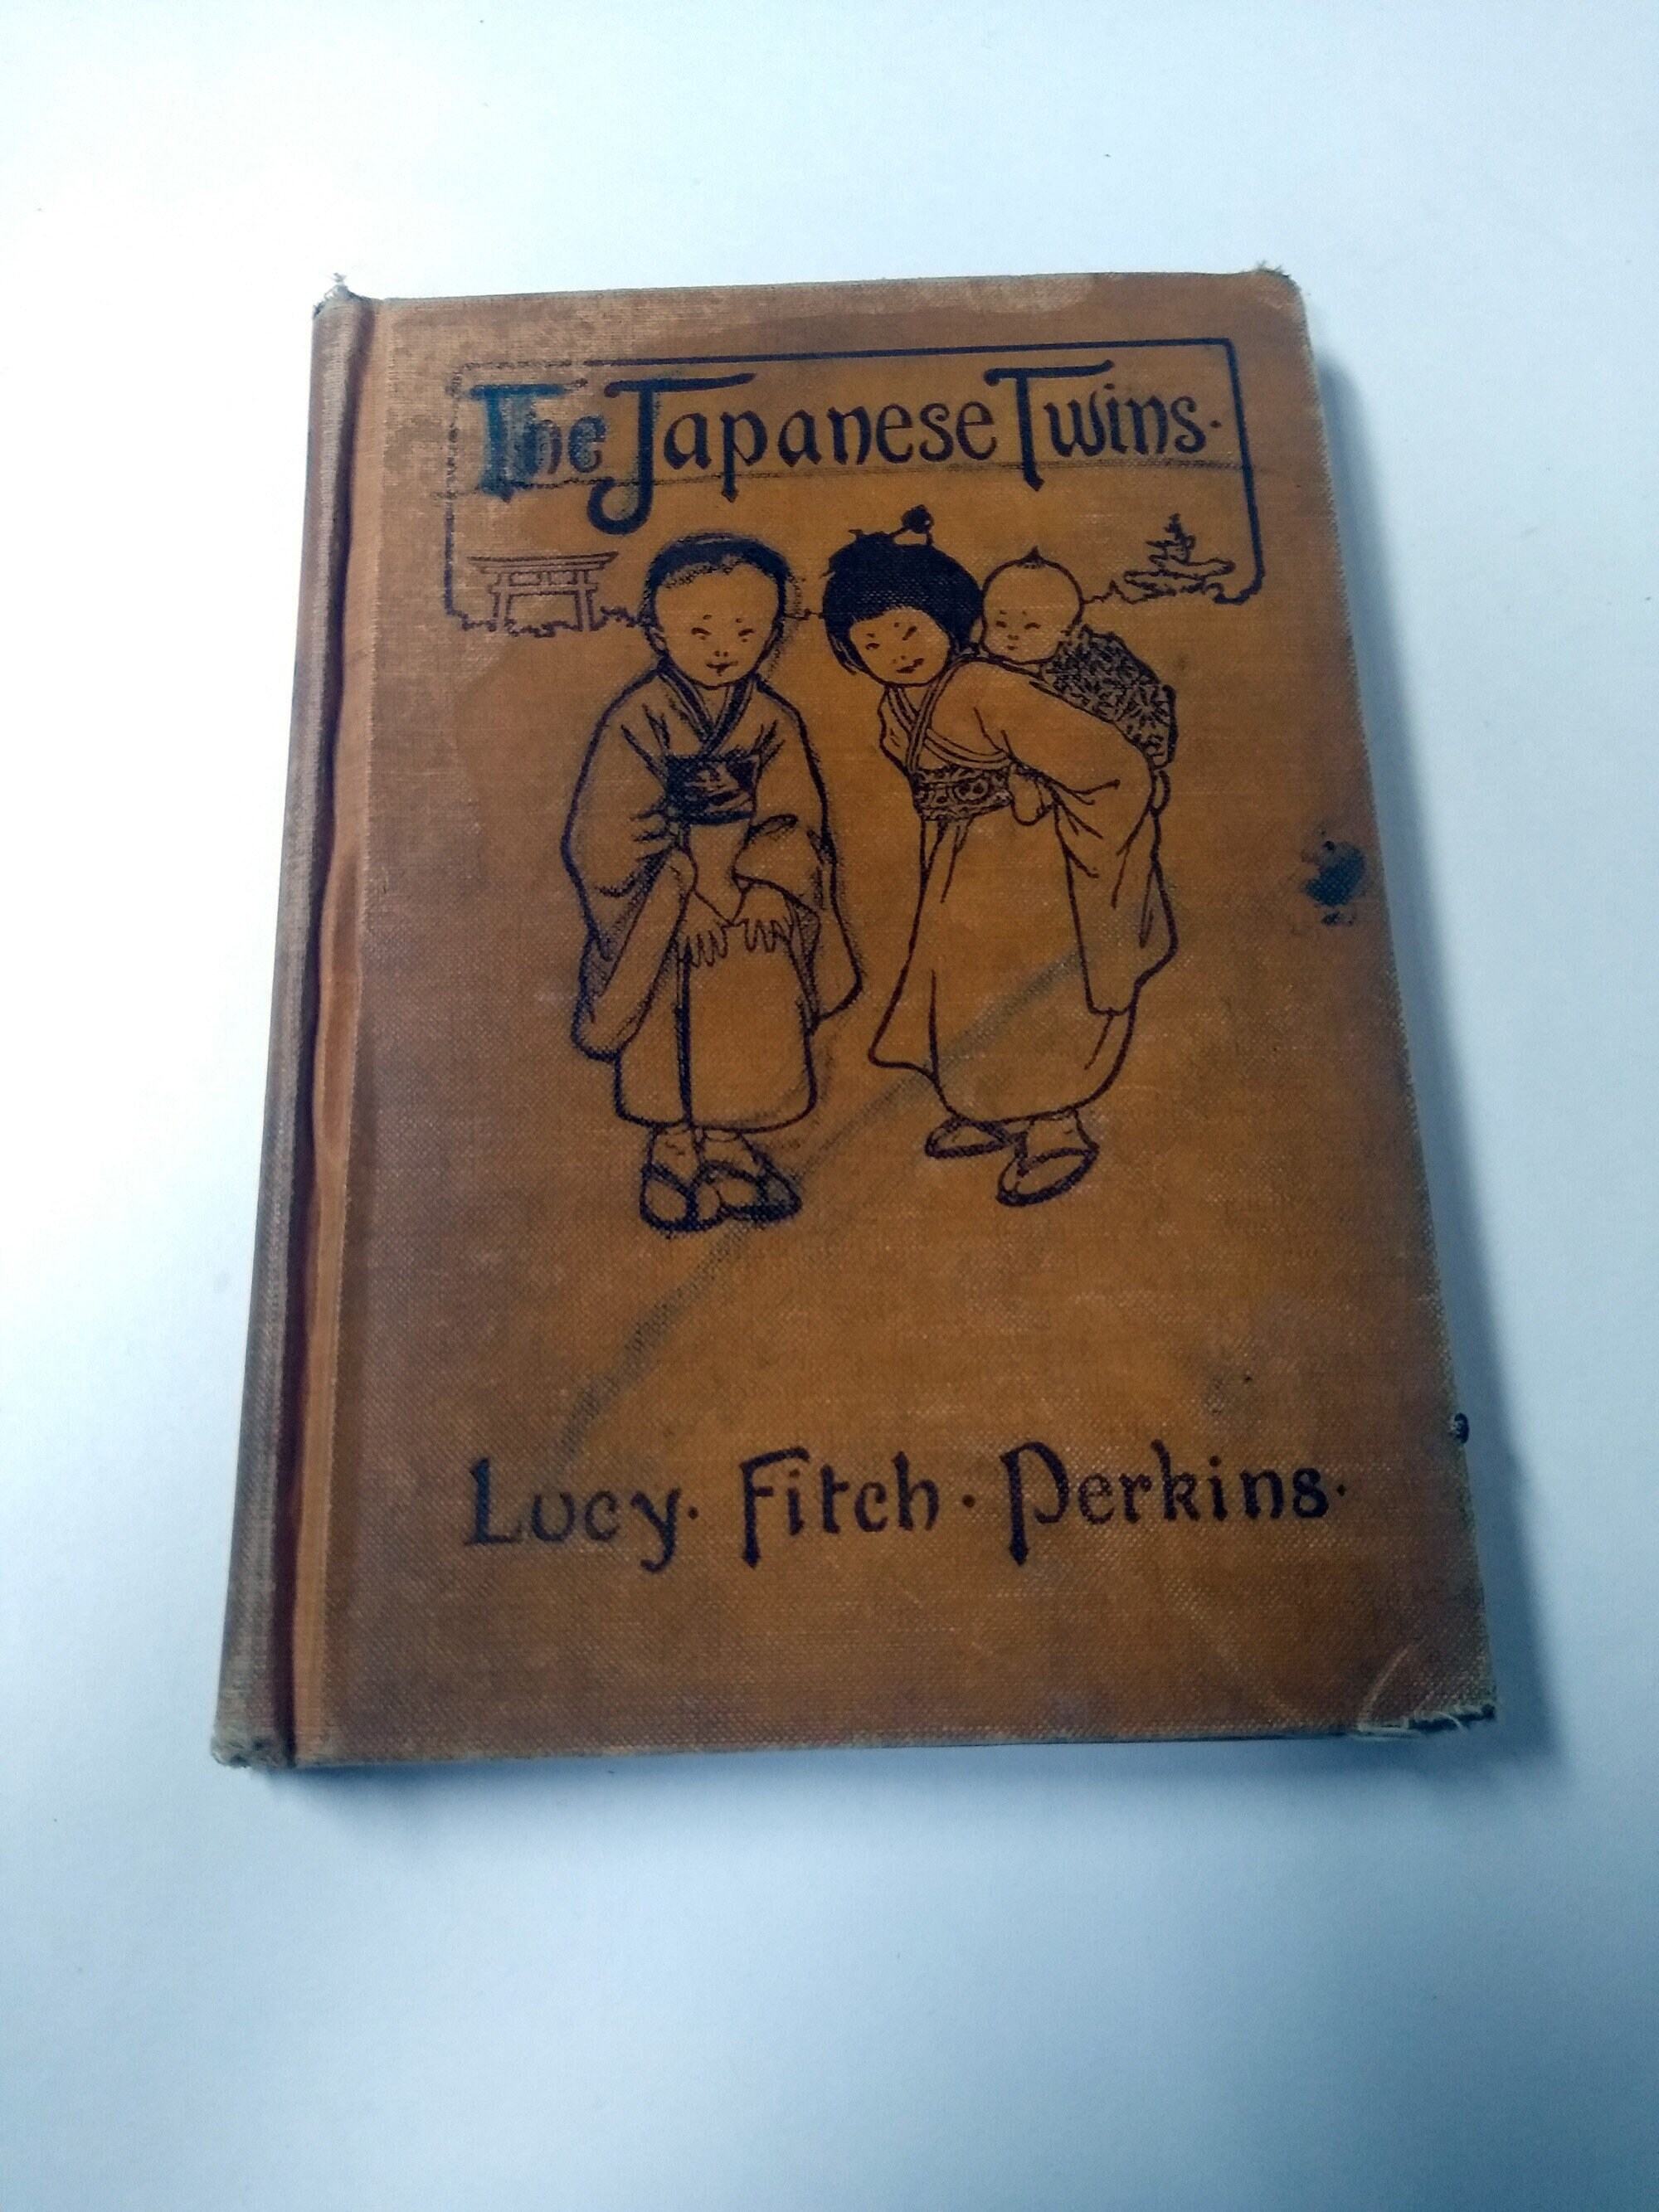 The Japanese Twins·
Lucy · Fitch · Perkins ·